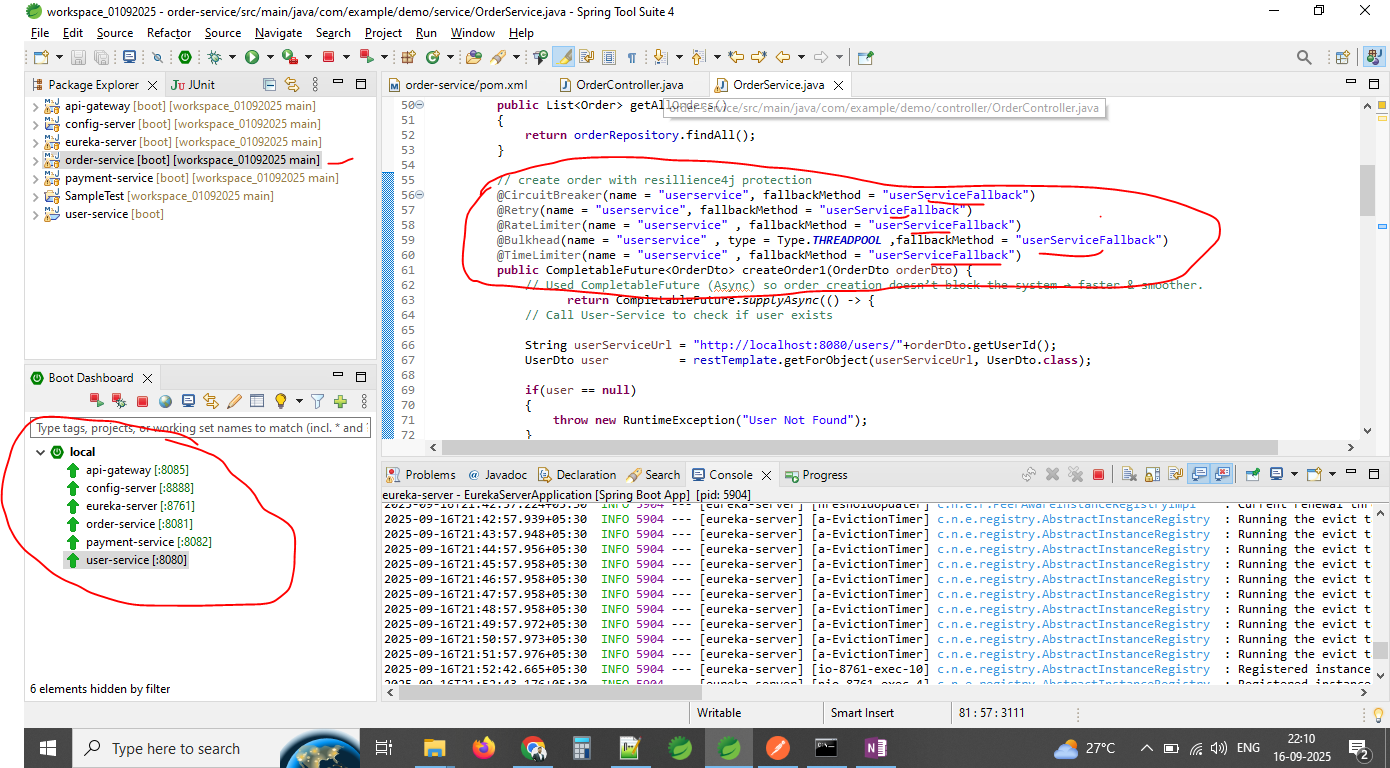 workspace_01092025 - order-service/src/main/java/com/example/demo/service/OrderService.java - Spring Tool Suite 4
File Edit Source Refactor Source Navigate Search Project Run Window Help
Package Explorer JUnit
api-gateway [boot] [workspace_01092025 main]
config-server [boot] [workspace_01092025 main]
eureka-server [boot] [workspace_01092025 main]
order-service [boot] [workspace_01092025 main]
payment-service [boot] [workspace_01092025 main]
SampleTest [workspace_01092025 main]
user-service [boot]
Boot Dashboard
Type tags, projects, or working set names to match (incl. * and
local
api-gateway [:8085]
config-server [:8888]
eureka-server [:8761]
order-service [:8081]
payment-service [:8082]
user-service [:8080]
6 elements hidden by filter
order-service/pom.xml OrderController.java OrderService.java
order-service/src/main/java/com/example/demo/controller/OrderController.java
50 public List<Order> getAllOrders()
51 {
52 return orderRepository.findAll();
53 }
54
55 // create order with resillience4j protection
56 @CircuitBreaker(name = "userservice", fallbackMethod = "userServiceFallback")
57 @Retry(name = "userservice", fallbackMethod = "userServiceFallback")
58 @RateLimiter(name = "userservice" , fallbackMethod = "userServiceFallback")
59 @Bulkhead(name = "userservice" , type = Type.THREADPOOL ,fallbackMethod = "userServiceFallback")
60 @TimeLimiter(name = "userservice" , fallbackMethod = "userServiceFallback")
61 public CompletableFuture<OrderDto> createOrder1(OrderDto orderDto) {
62 // Used CompletableFuture (Async) so order creation doesn’t block the system → faster & smoother.
63 return CompletableFuture.supplyAsync(() -> {
64 // Call User-Service to check if user exists
65
66 String userServiceUrl = "http://localhost:8080/users/"+orderDto.getUserId();
67 UserDto user = restTemplate.getForObject(userServiceUrl, UserDto.class);
68
69 if(user == null)
70 {
71 throw new RuntimeException("User Not Found");
72 }
Problems Javadoc Declaration Search Console Progress
eureka-server - EurekaServerApplication [Spring Boot App] [pid: 5904]
2025-09-16T21:42:57.939+05:30 INFO 5904 --- [eureka-server] [a-EvictionTimer] c.n.e.registry.AbstractInstanceRegistry : Running the evict t
2025-09-16T21:43:57.948+05:30 INFO 5904 --- [eureka-server] [a-EvictionTimer] c.n.e.registry.AbstractInstanceRegistry : Running the evict t
2025-09-16T21:44:57.956+05:30 INFO 5904 --- [eureka-server] [a-EvictionTimer] c.n.e.registry.AbstractInstanceRegistry : Running the evict t
2025-09-16T21:45:57.958+05:30 INFO 5904 --- [eureka-server] [a-EvictionTimer] c.n.e.registry.AbstractInstanceRegistry : Running the evict t
2025-09-16T21:46:57.958+05:30 INFO 5904 --- [eureka-server] [a-EvictionTimer] c.n.e.registry.AbstractInstanceRegistry : Running the evict t
2025-09-16T21:47:57.958+05:30 INFO 5904 --- [eureka-server] [a-EvictionTimer] c.n.e.registry.AbstractInstanceRegistry : Running the evict t
2025-09-16T21:48:57.958+05:30 INFO 5904 --- [eureka-server] [a-EvictionTimer] c.n.e.registry.AbstractInstanceRegistry : Running the evict t
2025-09-16T21:49:57.972+05:30 INFO 5904 --- [eureka-server] [a-EvictionTimer] c.n.e.registry.AbstractInstanceRegistry : Running the evict t
2025-09-16T21:50:57.973+05:30 INFO 5904 --- [eureka-server] [a-EvictionTimer] c.n.e.registry.AbstractInstanceRegistry : Running the evict t
2025-09-16T21:51:57.976+05:30 INFO 5904 --- [eureka-server] [a-EvictionTimer] c.n.e.registry.AbstractInstanceRegistry : Running the evict t
2025-09-16T21:52:42.665+05:30 INFO 5904 --- [eureka-server] [io-8761-exec-10] c.n.e.registry.AbstractInstanceRegistry : Registered instance
Writable Smart Insert 81 : 57 : 3111
Type here to search
27°C ENG 22:10
16-09-2025 2